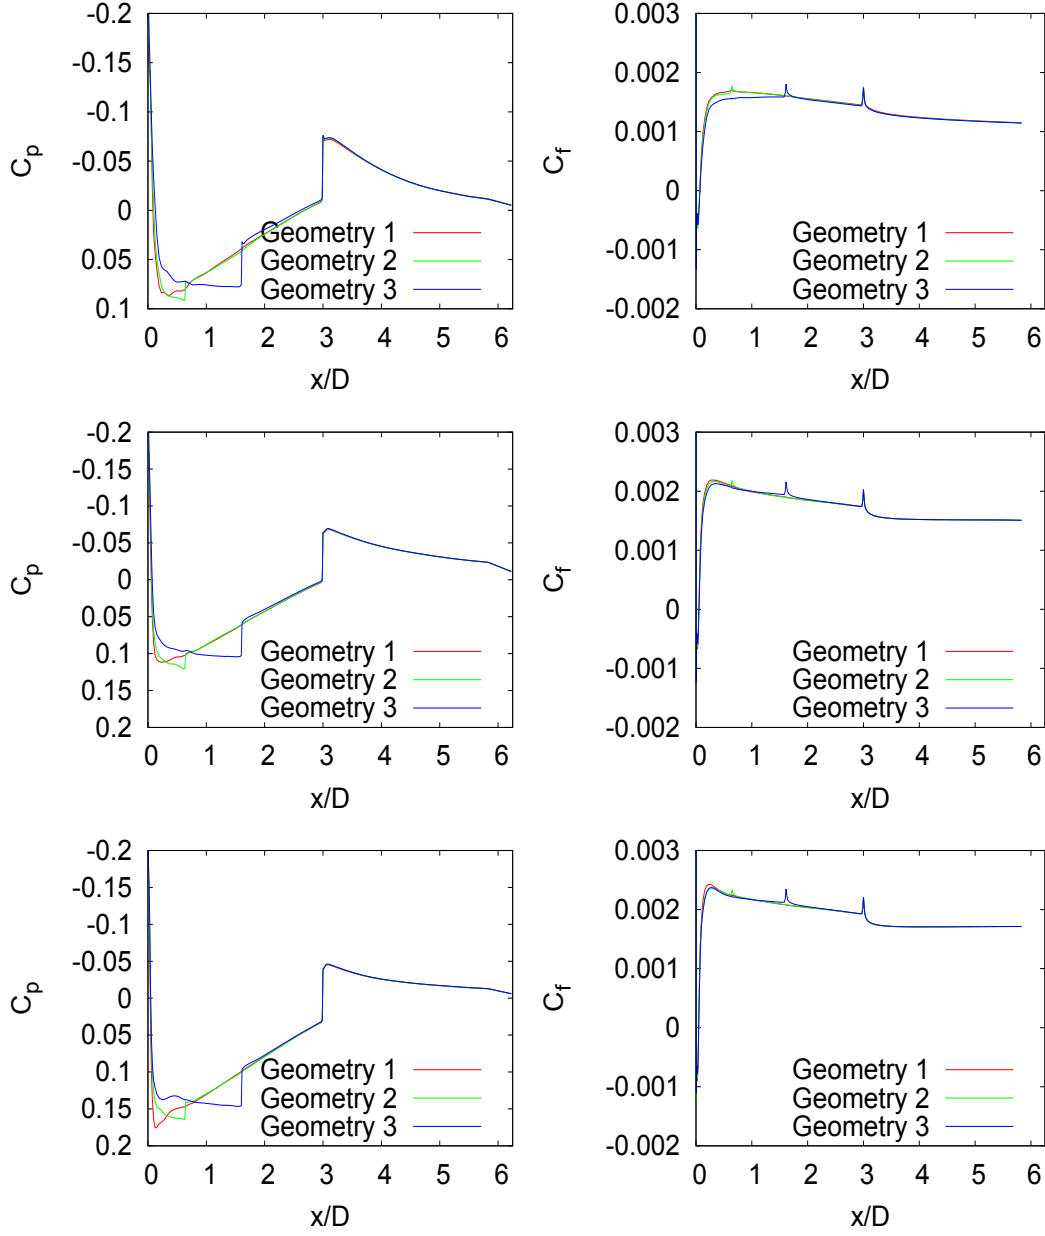 -0.2
-0.15
-0.1
-0.05
0
0.05
0.1
C_p
Geometry 1
Geometry 2
Geometry 3
0 1 2 3 4 5 6
x/D
0.003
0.002
0.001
0
-0.001
-0.002
C_f
Geometry 1
Geometry 2
Geometry 3
0 1 2 3 4 5 6
x/D
-0.2
-0.15
-0.1
-0.05
0
0.05
0.1
0.15
0.2
C_p
Geometry 1
Geometry 2
Geometry 3
0 1 2 3 4 5 6
x/D
0.003
0.002
0.001
0
-0.001
-0.002
C_f
Geometry 1
Geometry 2
Geometry 3
0 1 2 3 4 5 6
x/D
-0.2
-0.15
-0.1
-0.05
0
0.05
0.1
0.15
0.2
C_p
Geometry 1
Geometry 2
Geometry 3
0 1 2 3 4 5 6
x/D
0.003
0.002
0.001
0
-0.001
-0.002
C_f
Geometry 1
Geometry 2
Geometry 3
0 1 2 3 4 5 6
x/D